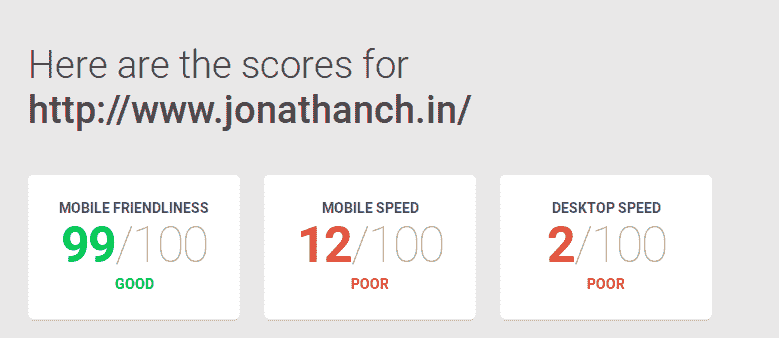 Here are the scores for
http://www.jonathanch.in/
MOBILE FRIENDLINESS
99/100
GOOD
MOBILE SPEED
12/100
POOR
DESKTOP SPEED
2/100
POOR